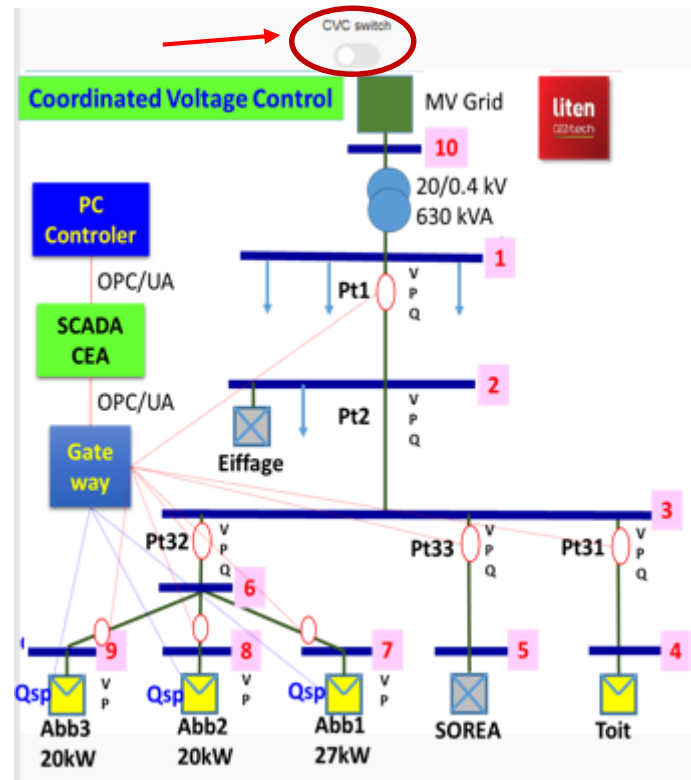 CVC switch
Coordinated Voltage Control
MV Grid
liten
ceatech
10
20/0.4 kV
630 kVA
PC
Controler
OPC/UA
1
Pt1
V
P
Q
SCADA
CEA
OPC/UA
2
Pt2
V
P
Q
Eiffage
Gate
way
3
Pt32
V
P
Q
Pt33
V
P
Q
Pt31
V
P
Q
6
9
8
7
5
4
Qsp
V
P
Qsp
V
P
Qsp
V
P
Abb3
20kW
Abb2
20kW
Abb1
27kW
SOREA
Toit